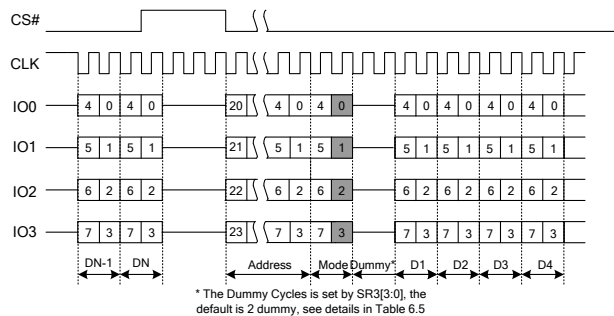 CS#
CLK
IO0 4 0 4 0 20 4 0 4 0 4 0 4 0 4 0 4 0
IO1 5 1 5 1 21 5 1 5 1 5 1 5 1 5 1 5 1
IO2 6 2 6 2 22 6 2 6 2 6 2 6 2 6 2 6 2
IO3 7 3 7 3 23 7 3 7 3 7 3 7 3 7 3 7 3
DN-1 DN Address Mode Dummy* D1 D2 D3 D4
* The Dummy Cycles is set by SR3[3:0], the
default is 2 dummy, see details in Table 6.5